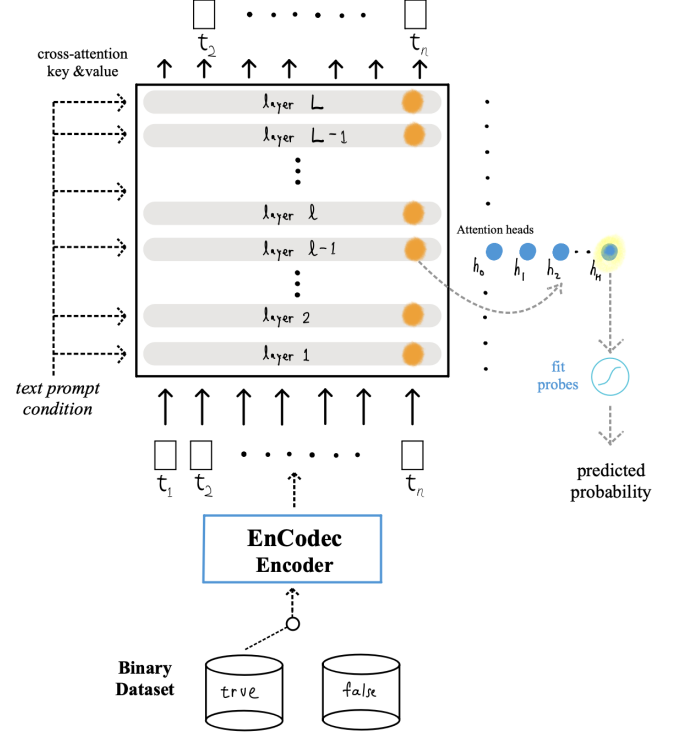 t₂ tₙ
cross-attention
key &value
layer L
layer L-1
layer l
layer l-1
layer 2
layer 1
text prompt
condition
Attention heads
h₀ h₁ h₂ h_H
fit
probes
predicted
probability
t₁ t₂ tₙ
EnCodec
Encoder
Binary
Dataset
true false